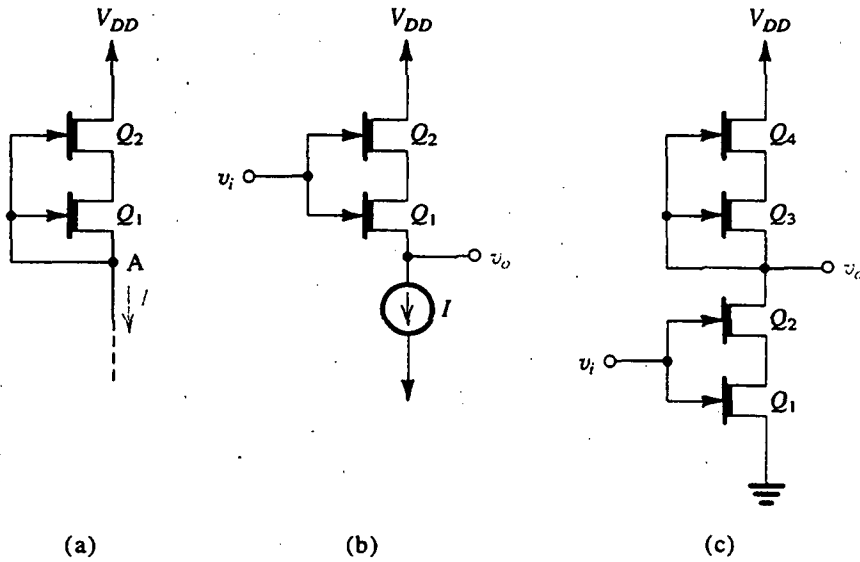 V_DD
Q_2
Q_1
A
I
(a)
V_DD
v_i
Q_2
Q_1
v_o
I
(b)
V_DD
Q_4
Q_3
v_o
Q_2
v_i
Q_1
(c)